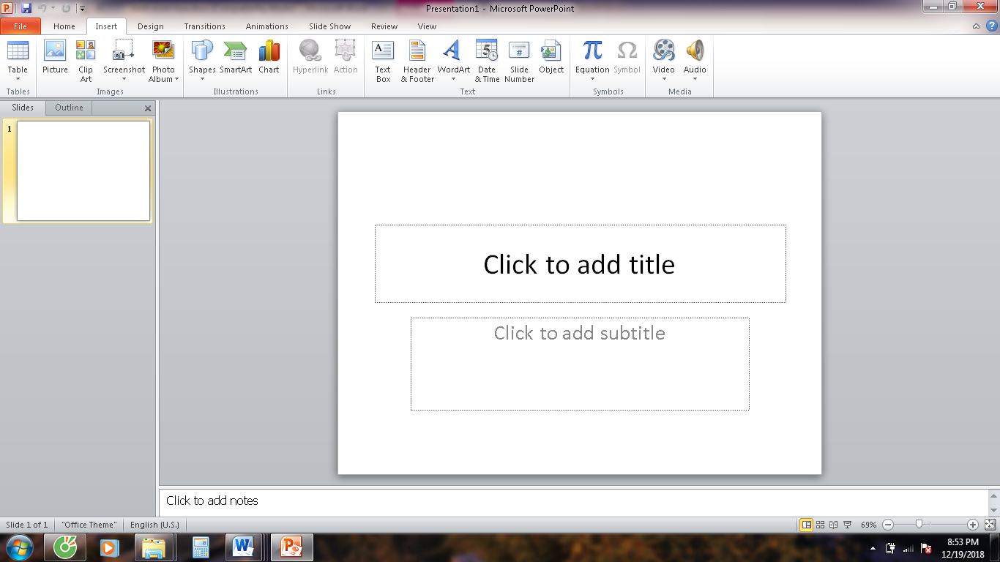 Presentation1 - Microsoft PowerPoint
File Home Insert Design Transitions Animations Slide Show Review View
Table Picture Clip Art Screenshot Photo Album Shapes SmartArt Chart Hyperlink Action Text Box Header & Footer WordArt Date & Time Slide Number Object Equation Symbol Video Audio
Tables Images Illustrations Links Text Symbols Media
Slides Outline
1
Click to add title
Click to add subtitle
Click to add notes
Slide 1 of 1 "Office Theme" English (U.S.) 69%
8:53 PM
12/19/2018